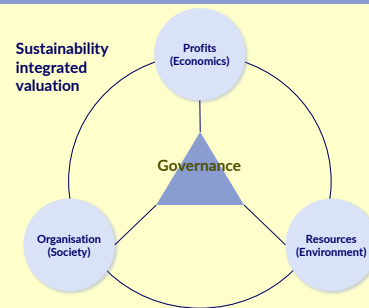 Sustainability
integrated
valuation
Profits
(Economics)
Governance
Organisation
(Society)
Resources
(Environment)